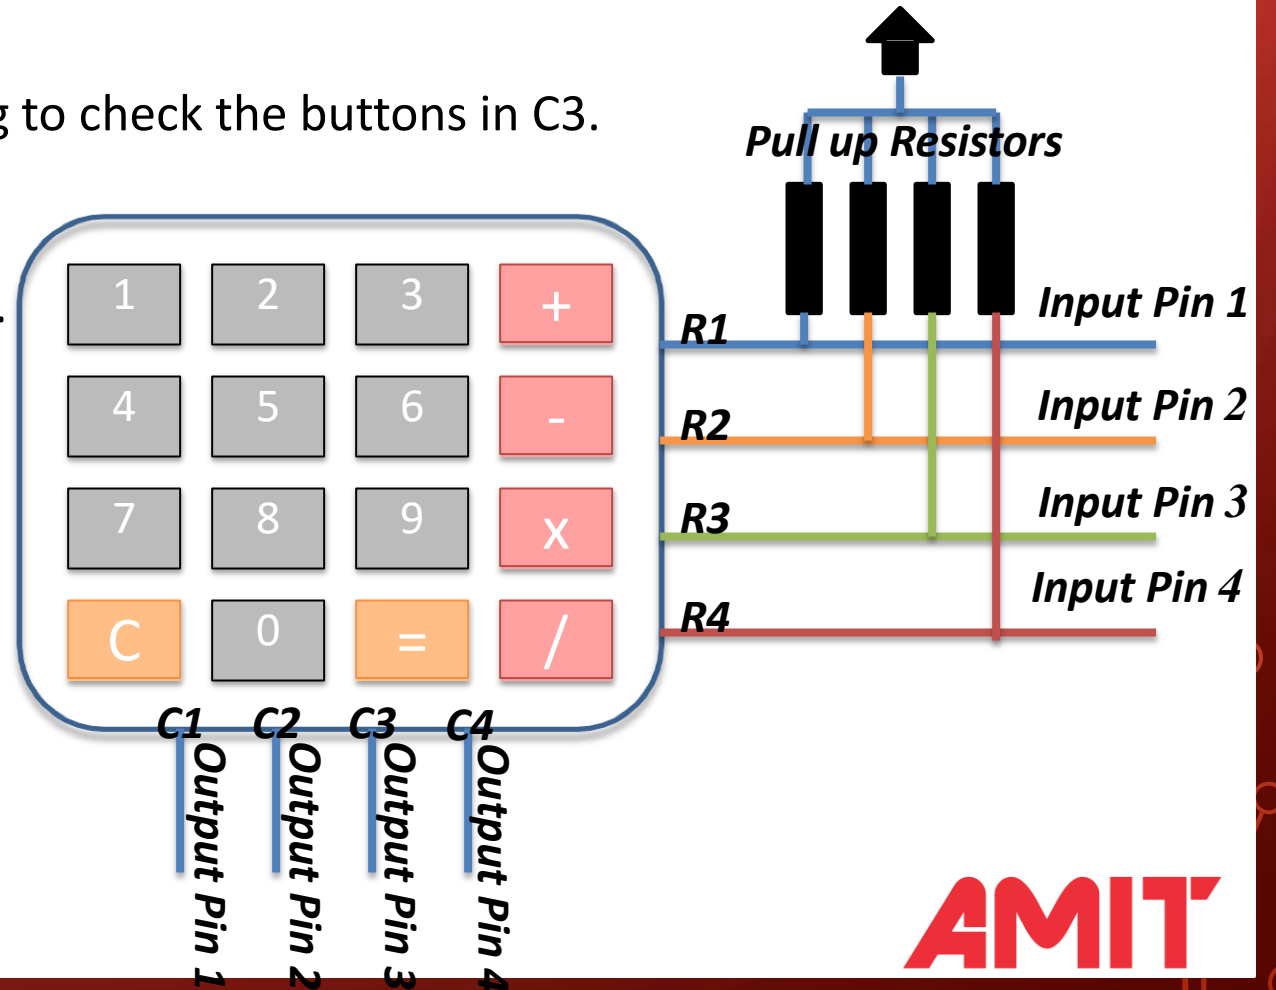 g to check the buttons in C3.
.
Pull up Resistors
1 2 3 +
4 5 6 -
7 8 9 x
C 0 = /
R1
R2
R3
R4
Input Pin 1
Input Pin 2
Input Pin 3
Input Pin 4
C1 C2 C3 C4
Output Pin 1
Output Pin 2
Output Pin 3
Output Pin 4
AMIT